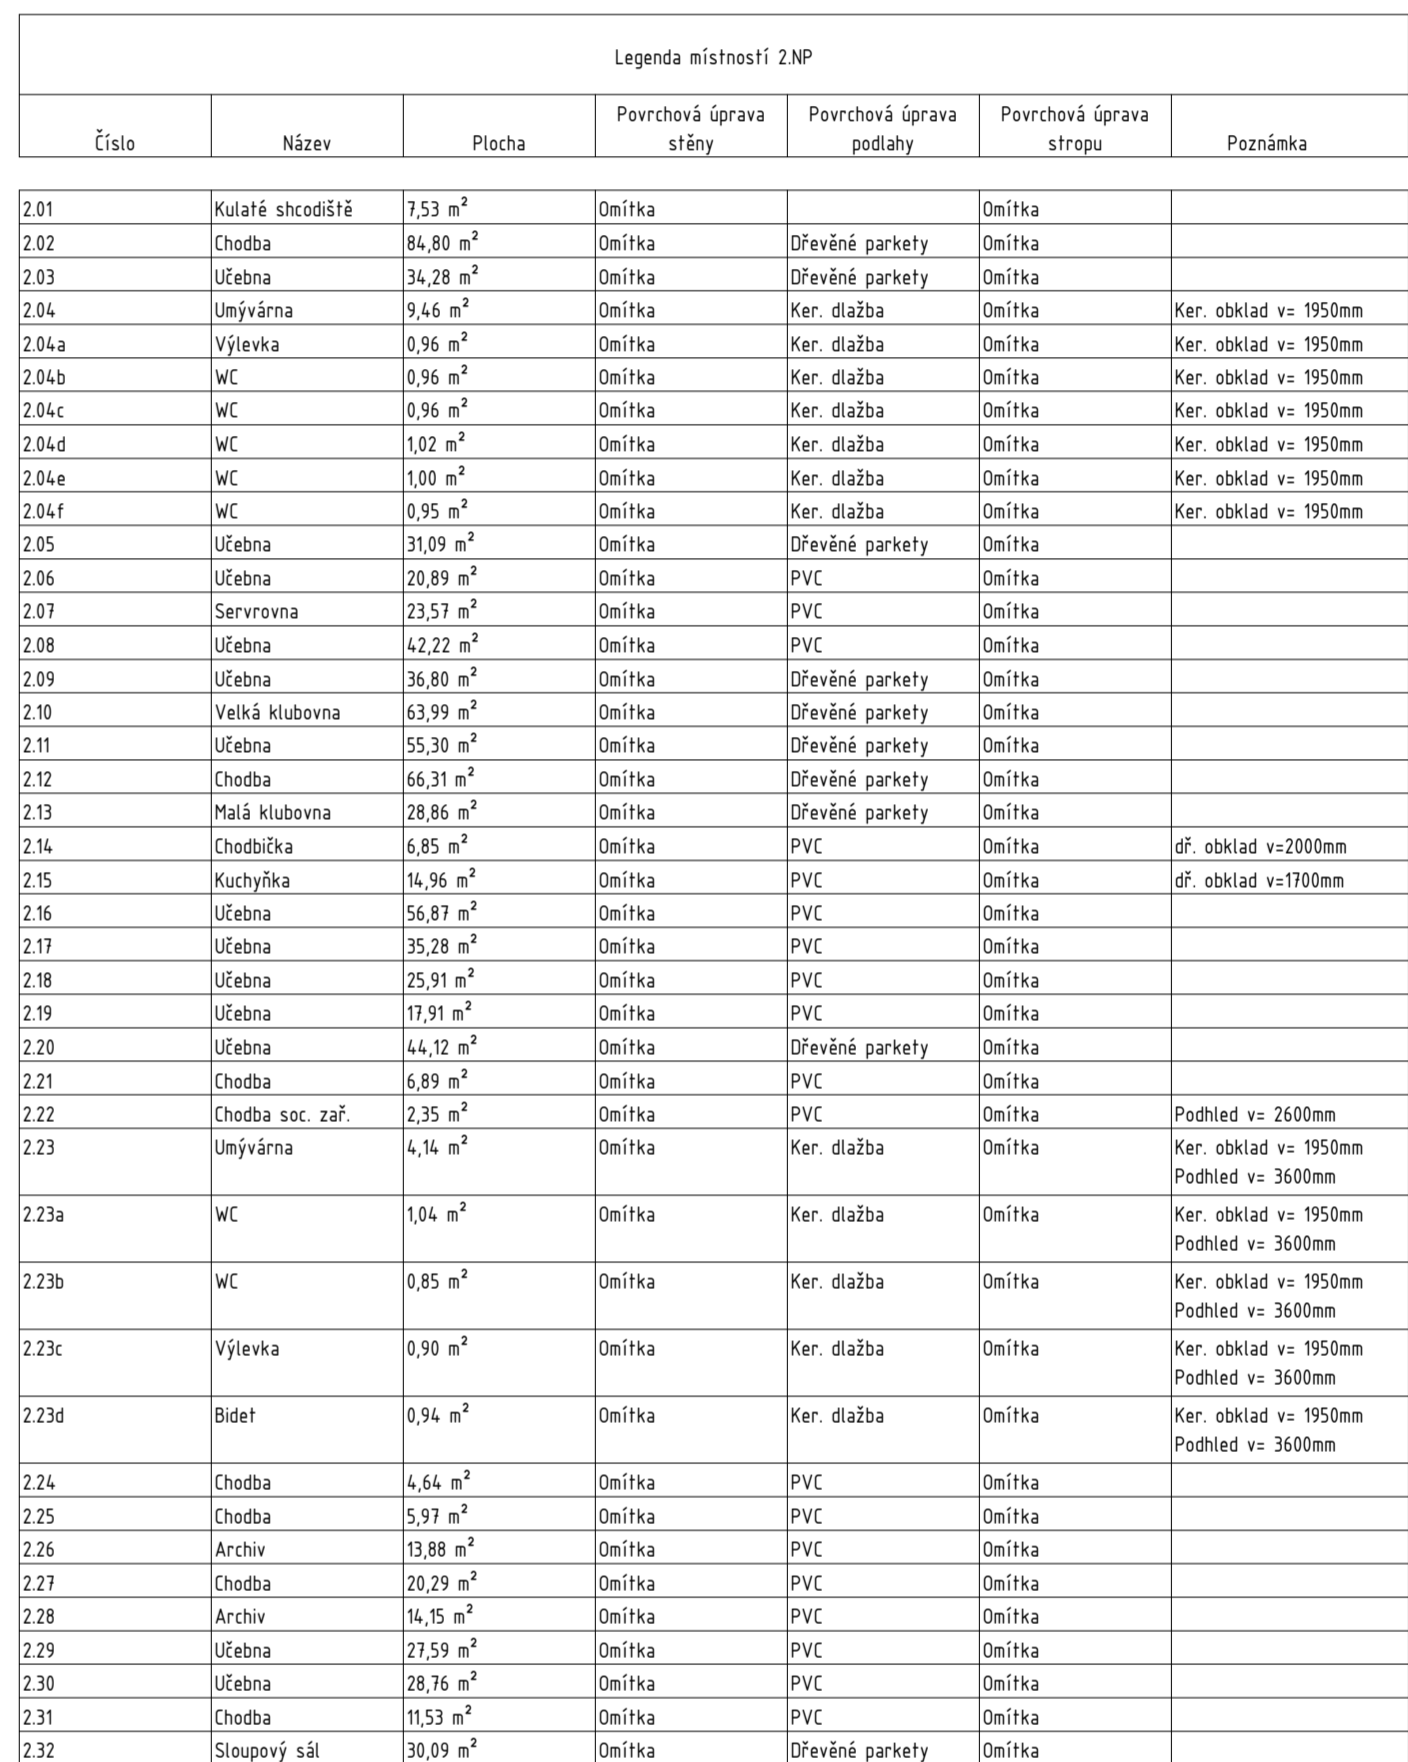 Legenda místností 2.NP
Číslo Název Plocha Povrchová úprava stěny Povrchová úprava podlahy Povrchová úprava stropu Poznámka
2.01 Kulaté shcodiště 7,53 m² Omítka Omítka
2.02 Chodba 84,80 m² Omítka Dřevěné parkety Omítka
2.03 Učebna 34,28 m² Omítka Dřevěné parkety Omítka
2.04 Umývárna 9,46 m² Omítka Ker. dlažba Omítka Ker. obklad v= 1950mm
2.04a Výlevka 0,96 m² Omítka Ker. dlažba Omítka Ker. obklad v= 1950mm
2.04b WC 0,96 m² Omítka Ker. dlažba Omítka Ker. obklad v= 1950mm
2.04c WC 0,96 m² Omítka Ker. dlažba Omítka Ker. obklad v= 1950mm
2.04d WC 1,02 m² Omítka Ker. dlažba Omítka Ker. obklad v= 1950mm
2.04e WC 1,00 m² Omítka Ker. dlažba Omítka Ker. obklad v= 1950mm
2.04f WC 0,95 m² Omítka Ker. dlažba Omítka Ker. obklad v= 1950mm
2.05 Učebna 31,09 m² Omítka Dřevěné parkety Omítka
2.06 Učebna 20,89 m² Omítka PVC Omítka
2.07 Servrovna 23,57 m² Omítka PVC Omítka
2.08 Učebna 42,22 m² Omítka PVC Omítka
2.09 Učebna 36,80 m² Omítka Dřevěné parkety Omítka
2.10 Velká klubovna 63,99 m² Omítka Dřevěné parkety Omítka
2.11 Učebna 55,30 m² Omítka Dřevěné parkety Omítka
2.12 Chodba 66,31 m² Omítka Dřevěné parkety Omítka
2.13 Malá klubovna 28,86 m² Omítka Dřevěné parkety Omítka
2.14 Chodbička 6,85 m² Omítka PVC Omítka dř. obklad v=2000mm
2.15 Kuchyňka 14,96 m² Omítka PVC Omítka dř. obklad v=1700mm
2.16 Učebna 56,87 m² Omítka PVC Omítka
2.17 Učebna 35,28 m² Omítka PVC Omítka
2.18 Učebna 25,91 m² Omítka PVC Omítka
2.19 Učebna 17,91 m² Omítka PVC Omítka
2.20 Učebna 44,12 m² Omítka Dřevěné parkety Omítka
2.21 Chodba 6,89 m² Omítka PVC Omítka
2.22 Chodba soc. zař. 2,35 m² Omítka PVC Omítka Podhled v= 2600mm
2.23 Umývárna 4,14 m² Omítka Ker. dlažba Omítka Ker. obklad v= 1950mm
Podhled v= 3600mm
2.23a WC 1,04 m² Omítka Ker. dlažba Omítka Ker. obklad v= 1950mm
Podhled v= 3600mm
2.23b WC 0,85 m² Omítka Ker. dlažba Omítka Ker. obklad v= 1950mm
Podhled v= 3600mm
2.23c Výlevka 0,90 m² Omítka Ker. dlažba Omítka Ker. obklad v= 1950mm
Podhled v= 3600mm
2.23d Bidet 0,94 m² Omítka Ker. dlažba Omítka Ker. obklad v= 1950mm
Podhled v= 3600mm
2.24 Chodba 4,64 m² Omítka PVC Omítka
2.25 Chodba 5,97 m² Omítka PVC Omítka
2.26 Archiv 13,88 m² Omítka PVC Omítka
2.27 Chodba 20,29 m² Omítka PVC Omítka
2.28 Archiv 14,15 m² Omítka PVC Omítka
2.29 Učebna 27,59 m² Omítka PVC Omítka
2.30 Učebna 28,76 m² Omítka PVC Omítka
2.31 Chodba 11,53 m² Omítka PVC Omítka
2.32 Sloupový sál 30,09 m² Omítka Dřevěné parkety Omítka